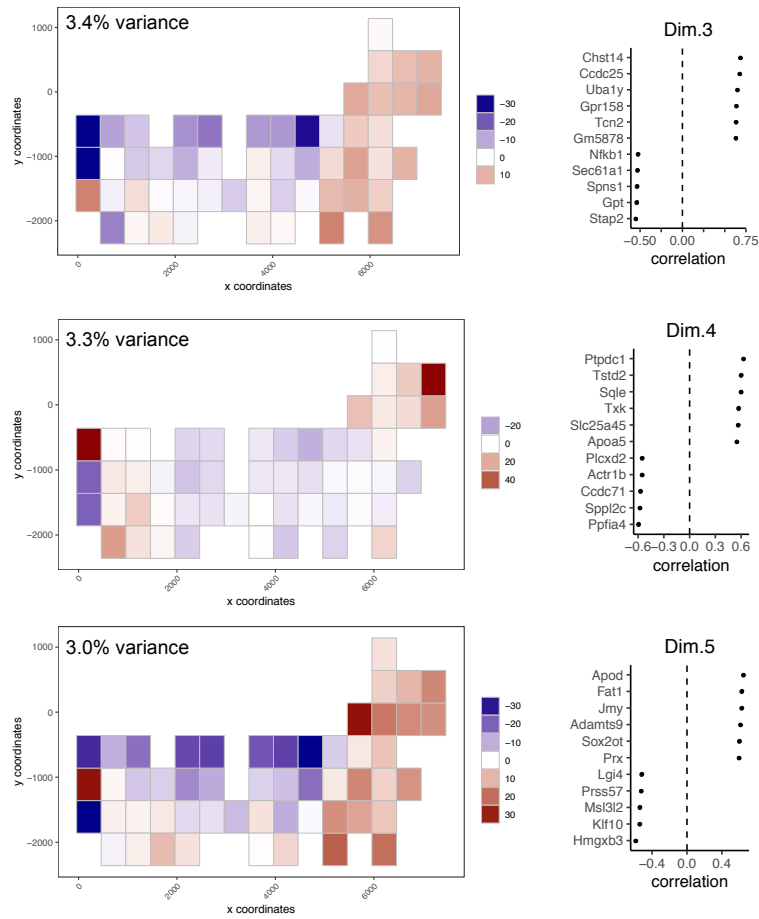 3.4% variance
1000
0
−1000
−2000
y coordinates
0
2000
4000
6000
x coordinates
-30
-20
-10
0
10
Dim.3
Chst14
Ccdc25
Uba1y
Gpr158
Tcn2
Gm5878
Nfkb1
Sec61a1
Spns1
Gpt
Stap2
−0.50 0.00 0.75
correlation
3.3% variance
1000
0
−1000
−2000
y coordinates
0
2000
4000
6000
x coordinates
-20
0
20
40
Dim.4
Ptpdc1
Tstd2
Sqle
Txk
Slc25a45
Apoa5
Plcxd2
Actr1b
Ccdc71
Sppl2c
Ppfia4
−0.6 −0.3 0.0 0.3 0.6
correlation
3.0% variance
1000
0
−1000
−2000
y coordinates
0
2000
4000
6000
x coordinates
-30
-20
-10
0
10
20
30
Dim.5
Apod
Fat1
Jmy
Adamts9
Sox2ot
Prx
Lgi4
Prss57
Msl3l2
Klf10
Hmgxb3
−0.4 0.0 0.4
correlation